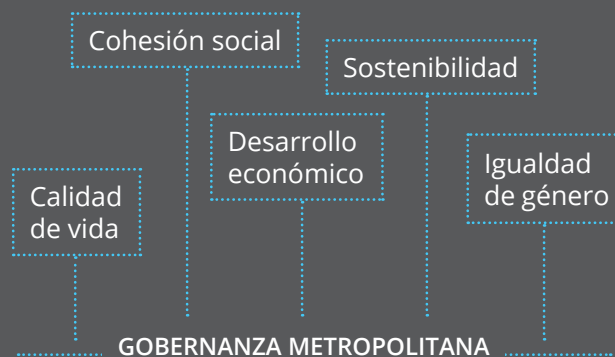 Cohesión social
Sostenibilidad
Desarrollo
económico
Igualdad
de género
Calidad
de vida
GOBERNANZA METROPOLITANA